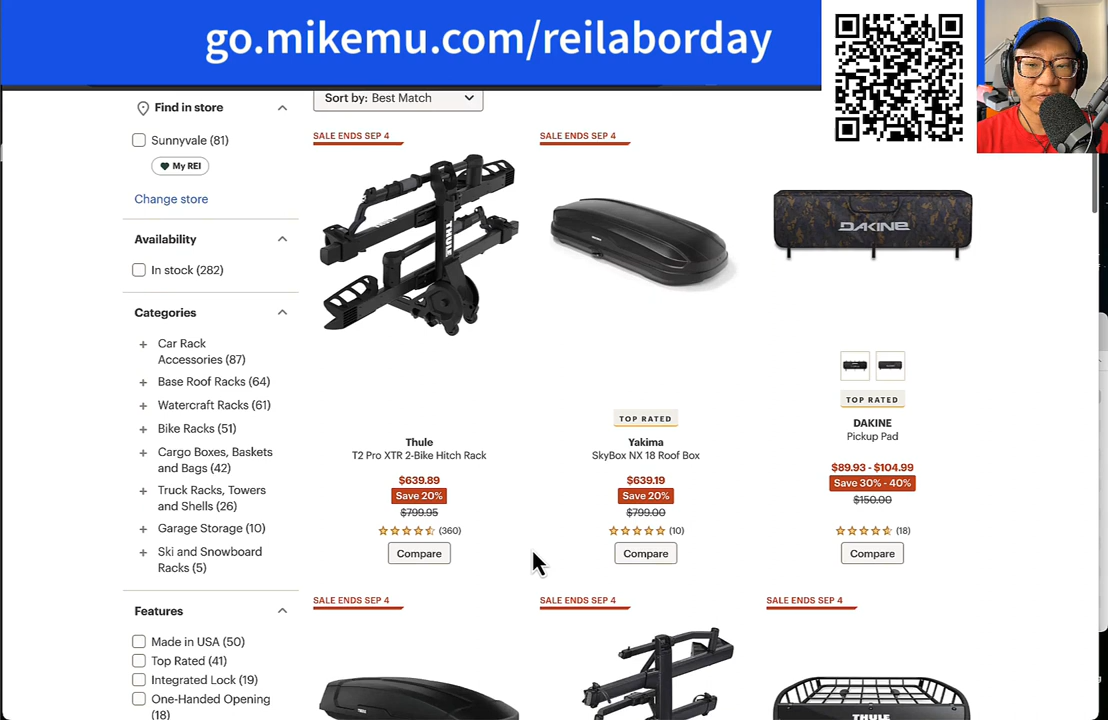 go.mikemu.com/reilaborday
Find in store
Sunnyvale (81)
My REI
Change store
Availability
In stock (282)
Categories
+ Car Rack
Accessories (87)
+ Base Roof Racks (64)
+ Watercraft Racks (61)
+ Bike Racks (51)
+ Cargo Boxes, Baskets
and Bags (42)
+ Truck Racks, Towers
and Shells (26)
+ Garage Storage (10)
+ Ski and Snowboard
Racks (5)
Features
Made in USA (50)
Top Rated (41)
Integrated Lock (19)
One-Handed Opening
(18)
Sort by: Best Match
SALE ENDS SEP 4
THULE
Thule
T2 Pro XTR 2-Bike Hitch Rack
$639.89
Save 20%
$799.95
(360)
Compare
SALE ENDS SEP 4
TOP RATED
Yakima
SkyBox NX 18 Roof Box
$639.19
Save 20%
$799.00
(10)
Compare
DAKINE
TOP RATED
DAKINE
Pickup Pad
$89.93 - $104.99
Save 30% - 40%
$150.00
(18)
Compare
SALE ENDS SEP 4
THULE
SALE ENDS SEP 4
SALE ENDS SEP 4
THULE